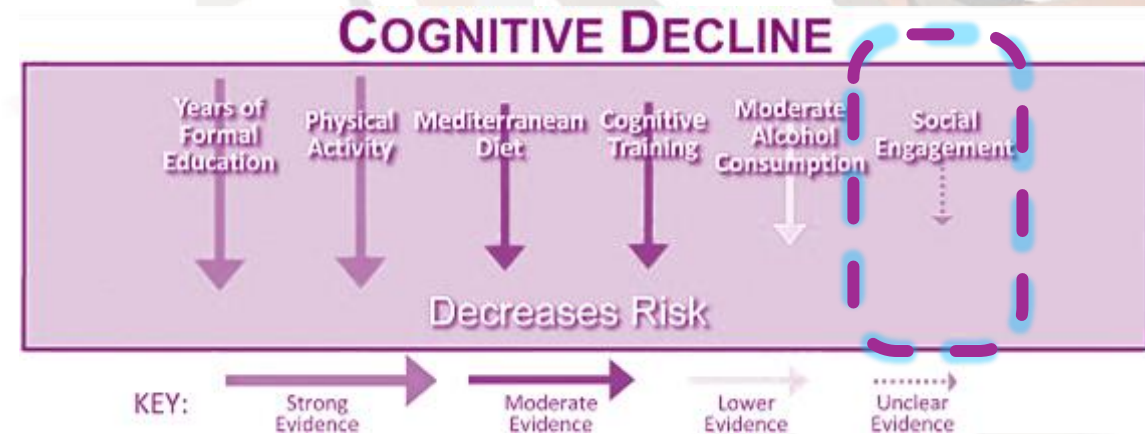 COGNITIVE DECLINE
Years of
Formal
Education
Physical
Activity
Mediterranean
Diet
Cognitive
Training
Moderate
Alcohol
Consumption
Social
Engagement
Decreases Risk
KEY:
Strong
Evidence
Moderate
Evidence
Lower
Evidence
Unclear
Evidence